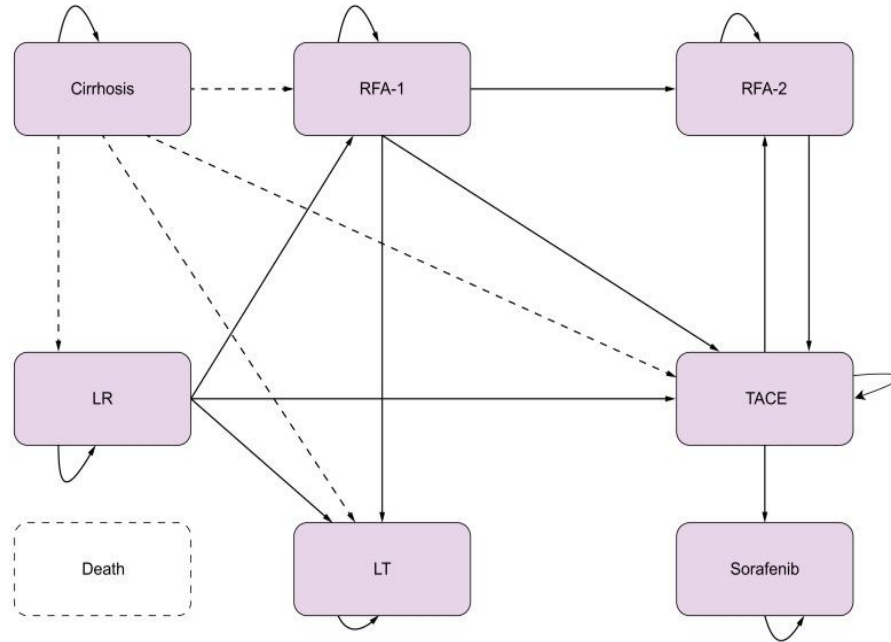 Cirrhosis
RFA-1
RFA-2
LR
TACE
Death
LT
Sorafenib